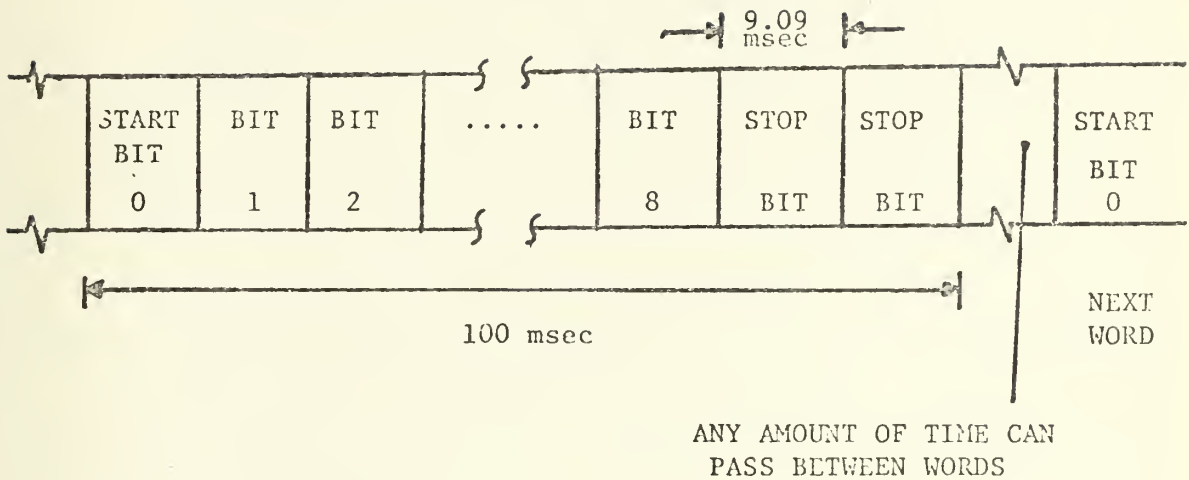 9.09
msec
START
BIT
0
BIT
1
BIT
2
.....
BIT
8
STOP
BIT
STOP
BIT
START
BIT
0
100 msec
NEXT
WORD
ANY AMOUNT OF TIME CAN
PASS BETWEEN WORDS